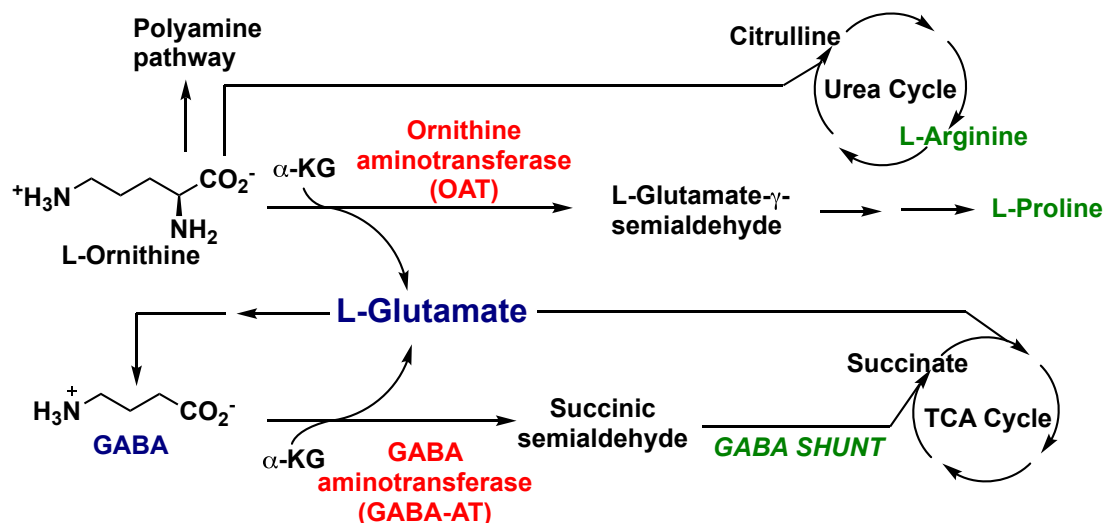 Polyamine
pathway
Citrulline
Urea Cycle
L-Arginine
Ornithine
aminotransferase
(OAT)
α-KG
+H3N
CO2-
NH2
L-Ornithine
L-Glutamate-γ-
semialdehyde
L-Proline
L-Glutamate
Succinate
TCA Cycle
H3N+
CO2-
GABA
α-KG
GABA
aminotransferase
(GABA-AT)
Succinic
semialdehyde
GABA SHUNT